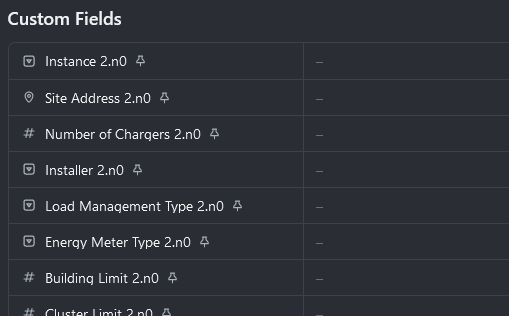 Custom Fields
Instance 2.n0 –
Site Address 2.n0 –
Number of Chargers 2.n0 –
Installer 2.n0 –
Load Management Type 2.n0 –
Energy Meter Type 2.n0 –
Building Limit 2.n0 –
Cluster Limit 2.n0